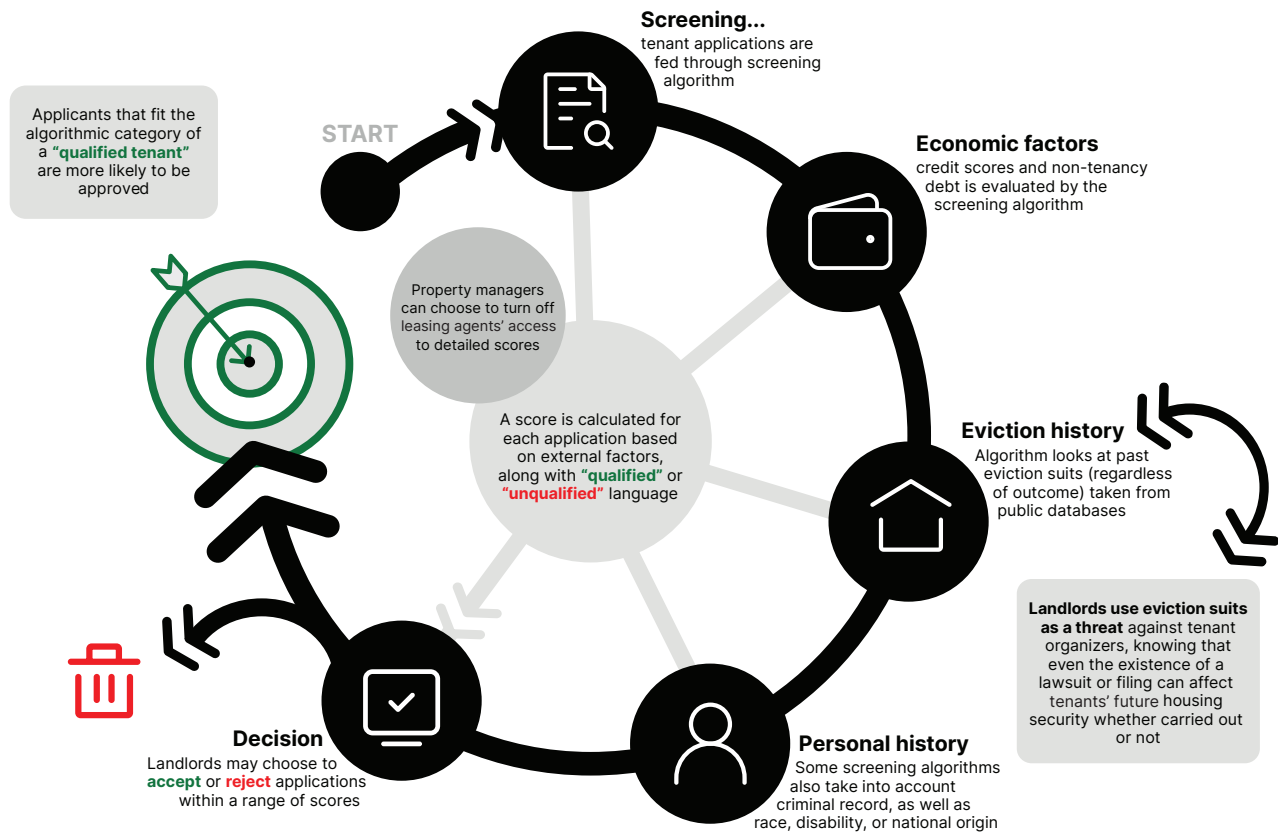 Screening...
tenant applications are
fed through screening
algorithm
START
Applicants that fit the
algorithmic category of
a “qualified tenant”
are more likely to be
approved
Economic factors
credit scores and non-tenancy
debt is evaluated by the
screening algorithm
Property managers
can choose to turn off
leasing agents’ access
to detailed scores
A score is calculated for
each application based
on external factors,
along with “qualified” or
“unqualified” language
Eviction history
Algorithm looks at past
eviction suits (regardless
of outcome) taken from
public databases
Landlords use eviction suits
as a threat against tenant
organizers, knowing that
even the existence of a
lawsuit or filing can affect
tenants’ future housing
security whether carried out
or not
Personal history
Some screening algorithms
also take into account
criminal record, as well as
race, disability, or national origin
Decision
Landlords may choose to
accept or reject applications
within a range of scores